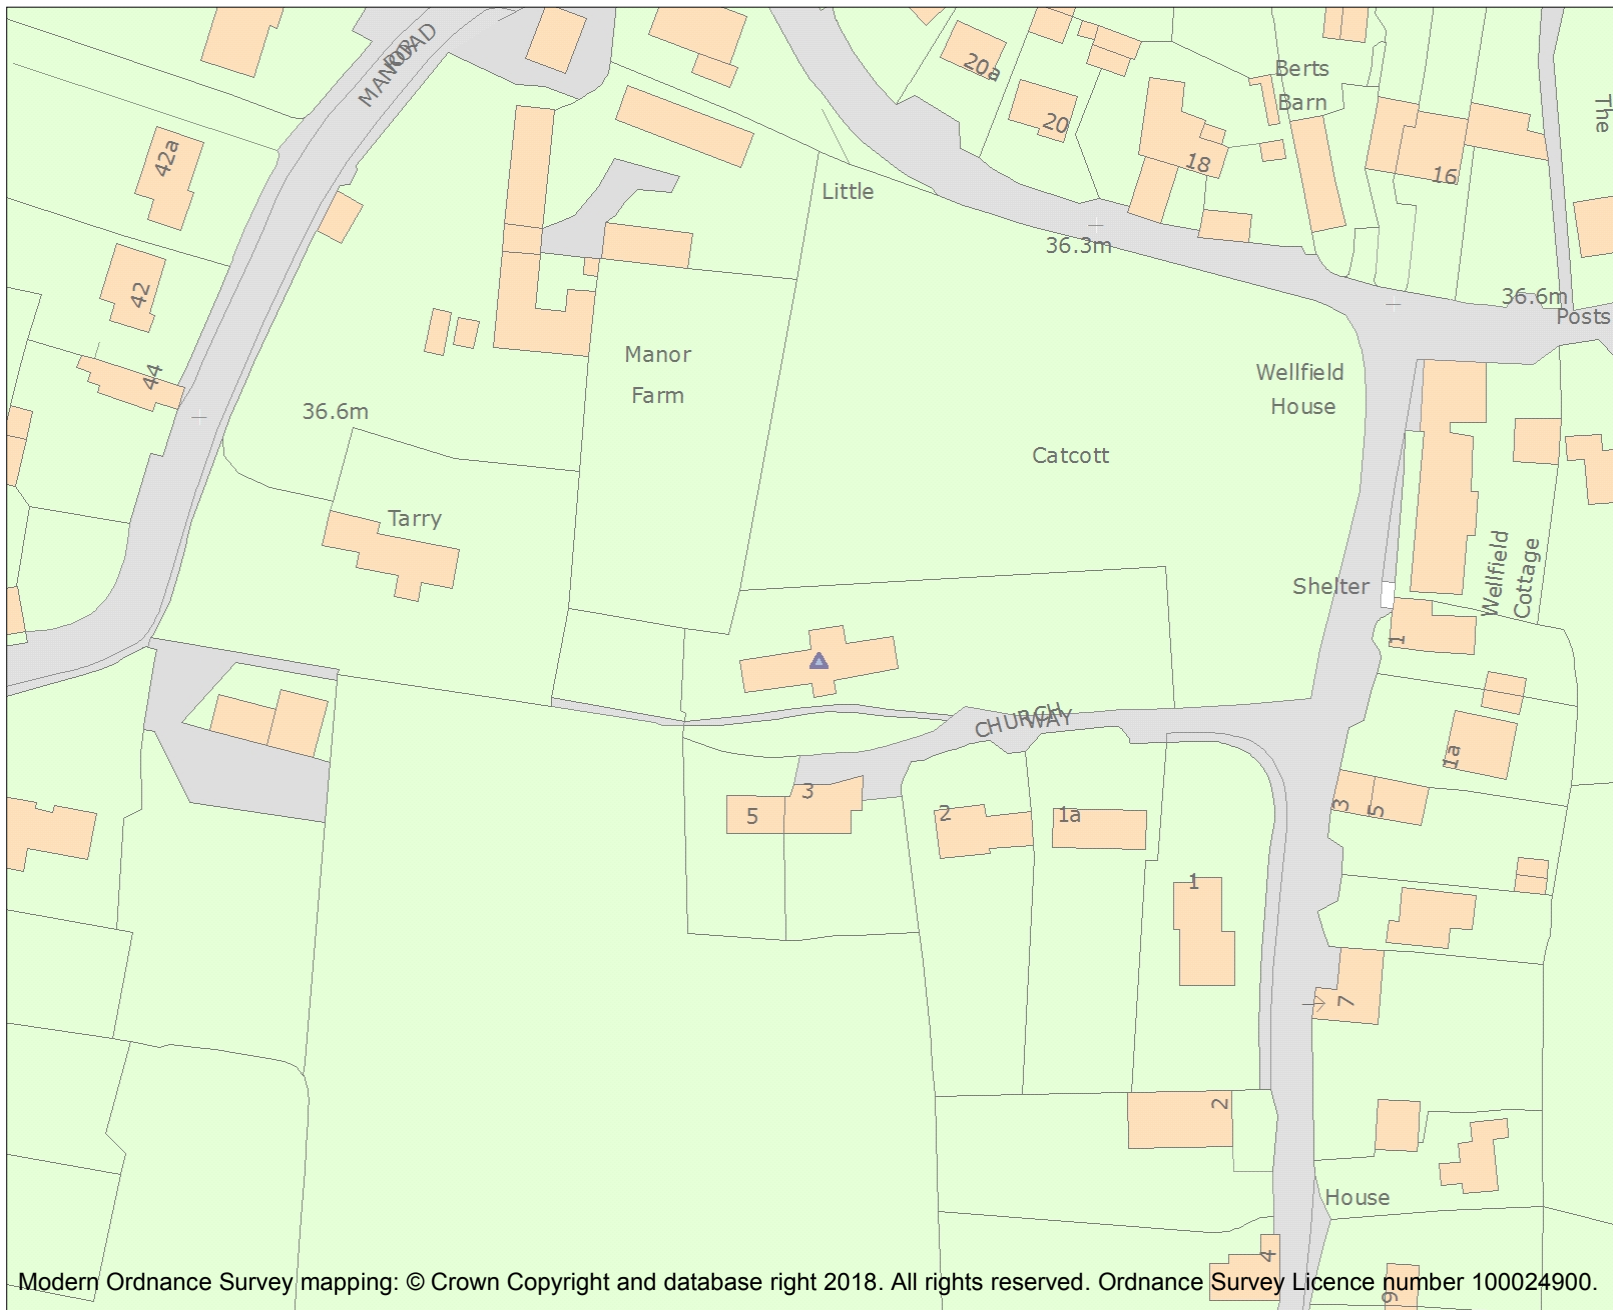 MANOR ROAD
20a
Berts
Barn
The
42a
20
18
16
Little
36.3m
42
36.6m
Posts
Manor
Farm
44
Wellfield
House
36.6m
Catcott
Tarry
Wellfield
Cottage
Shelter
1
CHURCH
WAY
1a
3
5
3
5
2
1a
1
7
2
House
4
9
Modern Ordnance Survey mapping: © Crown Copyright and database right 2018. All rights reserved. Ordnance Survey Licence number 100024900.